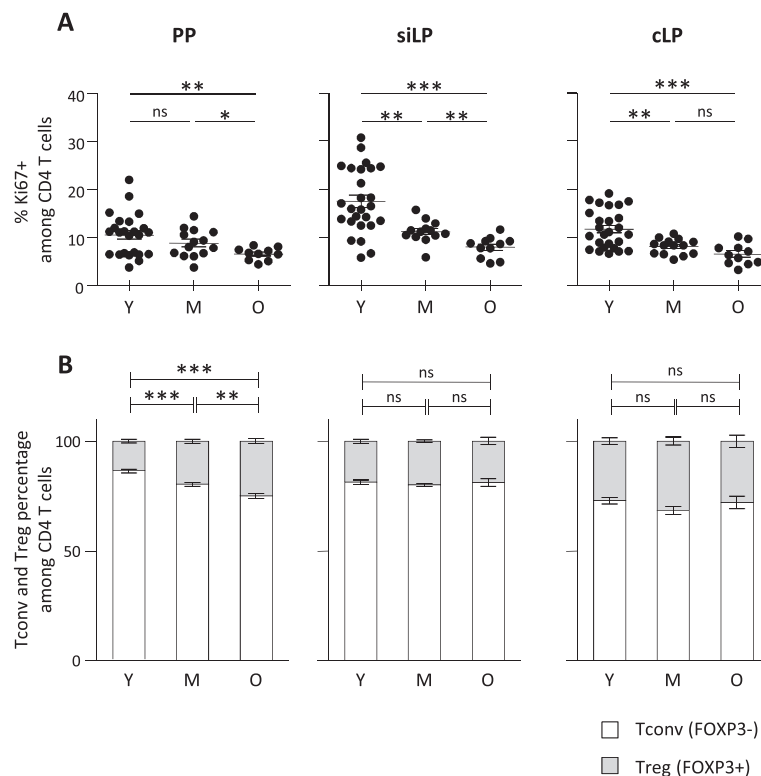 A
PP
siLP
cLP
% Ki67+
among CD4 T cells
40
30
20
10
0
**
ns
*
***
**
**
***
**
ns
Y
M
O
Y
M
O
Y
M
O
B
Tconv and Treg percentage
among CD4 T cells
100
50
0
***
***
**
ns
ns
ns
ns
ns
ns
Y
M
O
Y
M
O
Y
M
O
Tconv (FOXP3-)
Treg (FOXP3+)